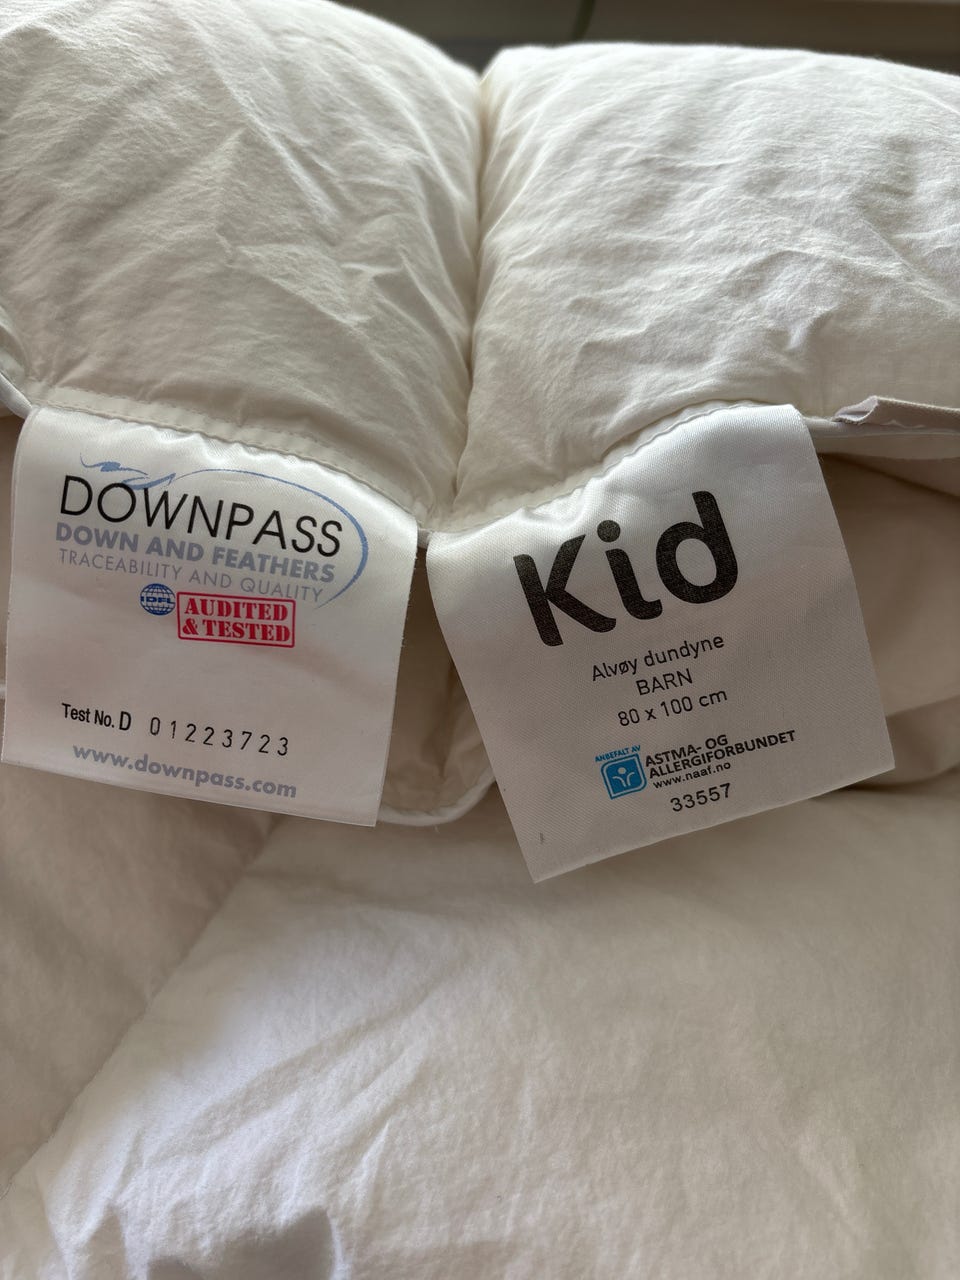 DOWNPASS
DOWN AND FEATHERS
TRACEABILITY AND QUALITY
IDFL AUDITED
& TESTED
Test No. D 01223723
www.downpass.com
Kid
Alvøy dundyne
BARN
80 x 100 cm
ANBEFALT AV
ASTMA- OG
ALLERGIFORBUNDET
www.naaf.no
33557